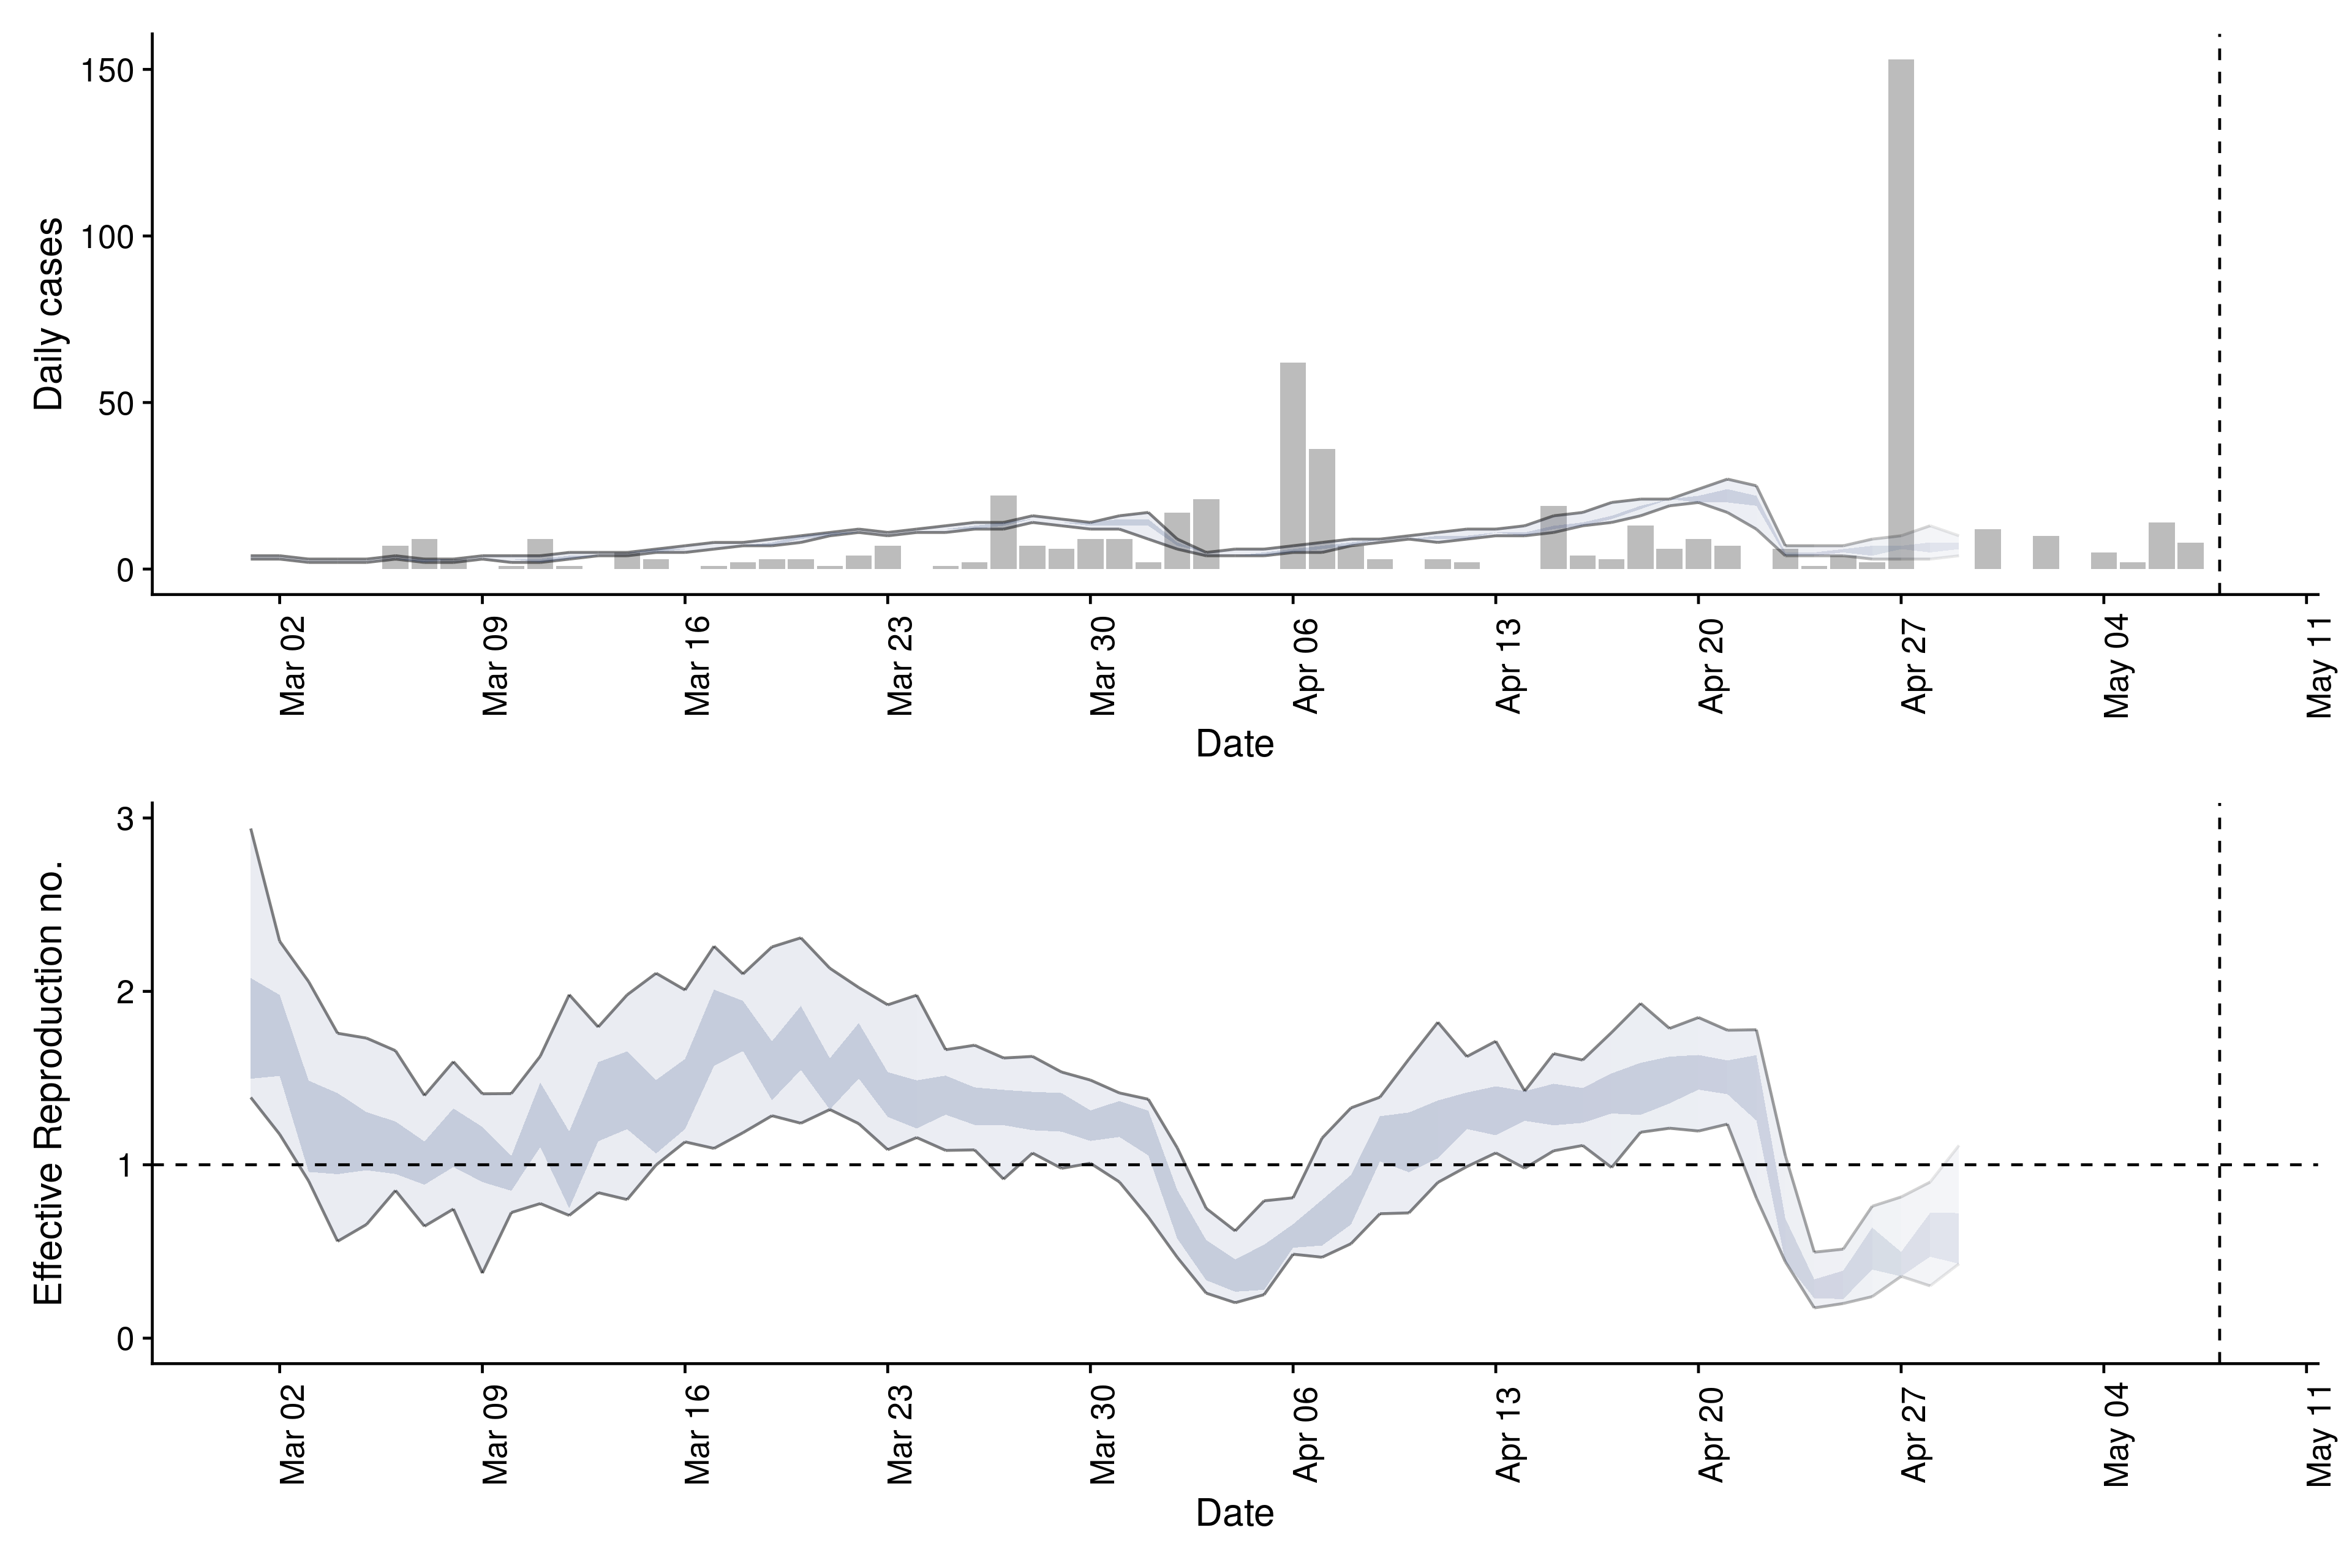 Daily cases
150
100
50
0
Mar 02
Mar 09
Mar 16
Mar 23
Mar 30
Apr 06
Apr 13
Apr 20
Apr 27
May 04
May 11
Date
Effective Reproduction no.
3
2
1
0
Mar 02
Mar 09
Mar 16
Mar 23
Mar 30
Apr 06
Apr 13
Apr 20
Apr 27
May 04
May 11
Date